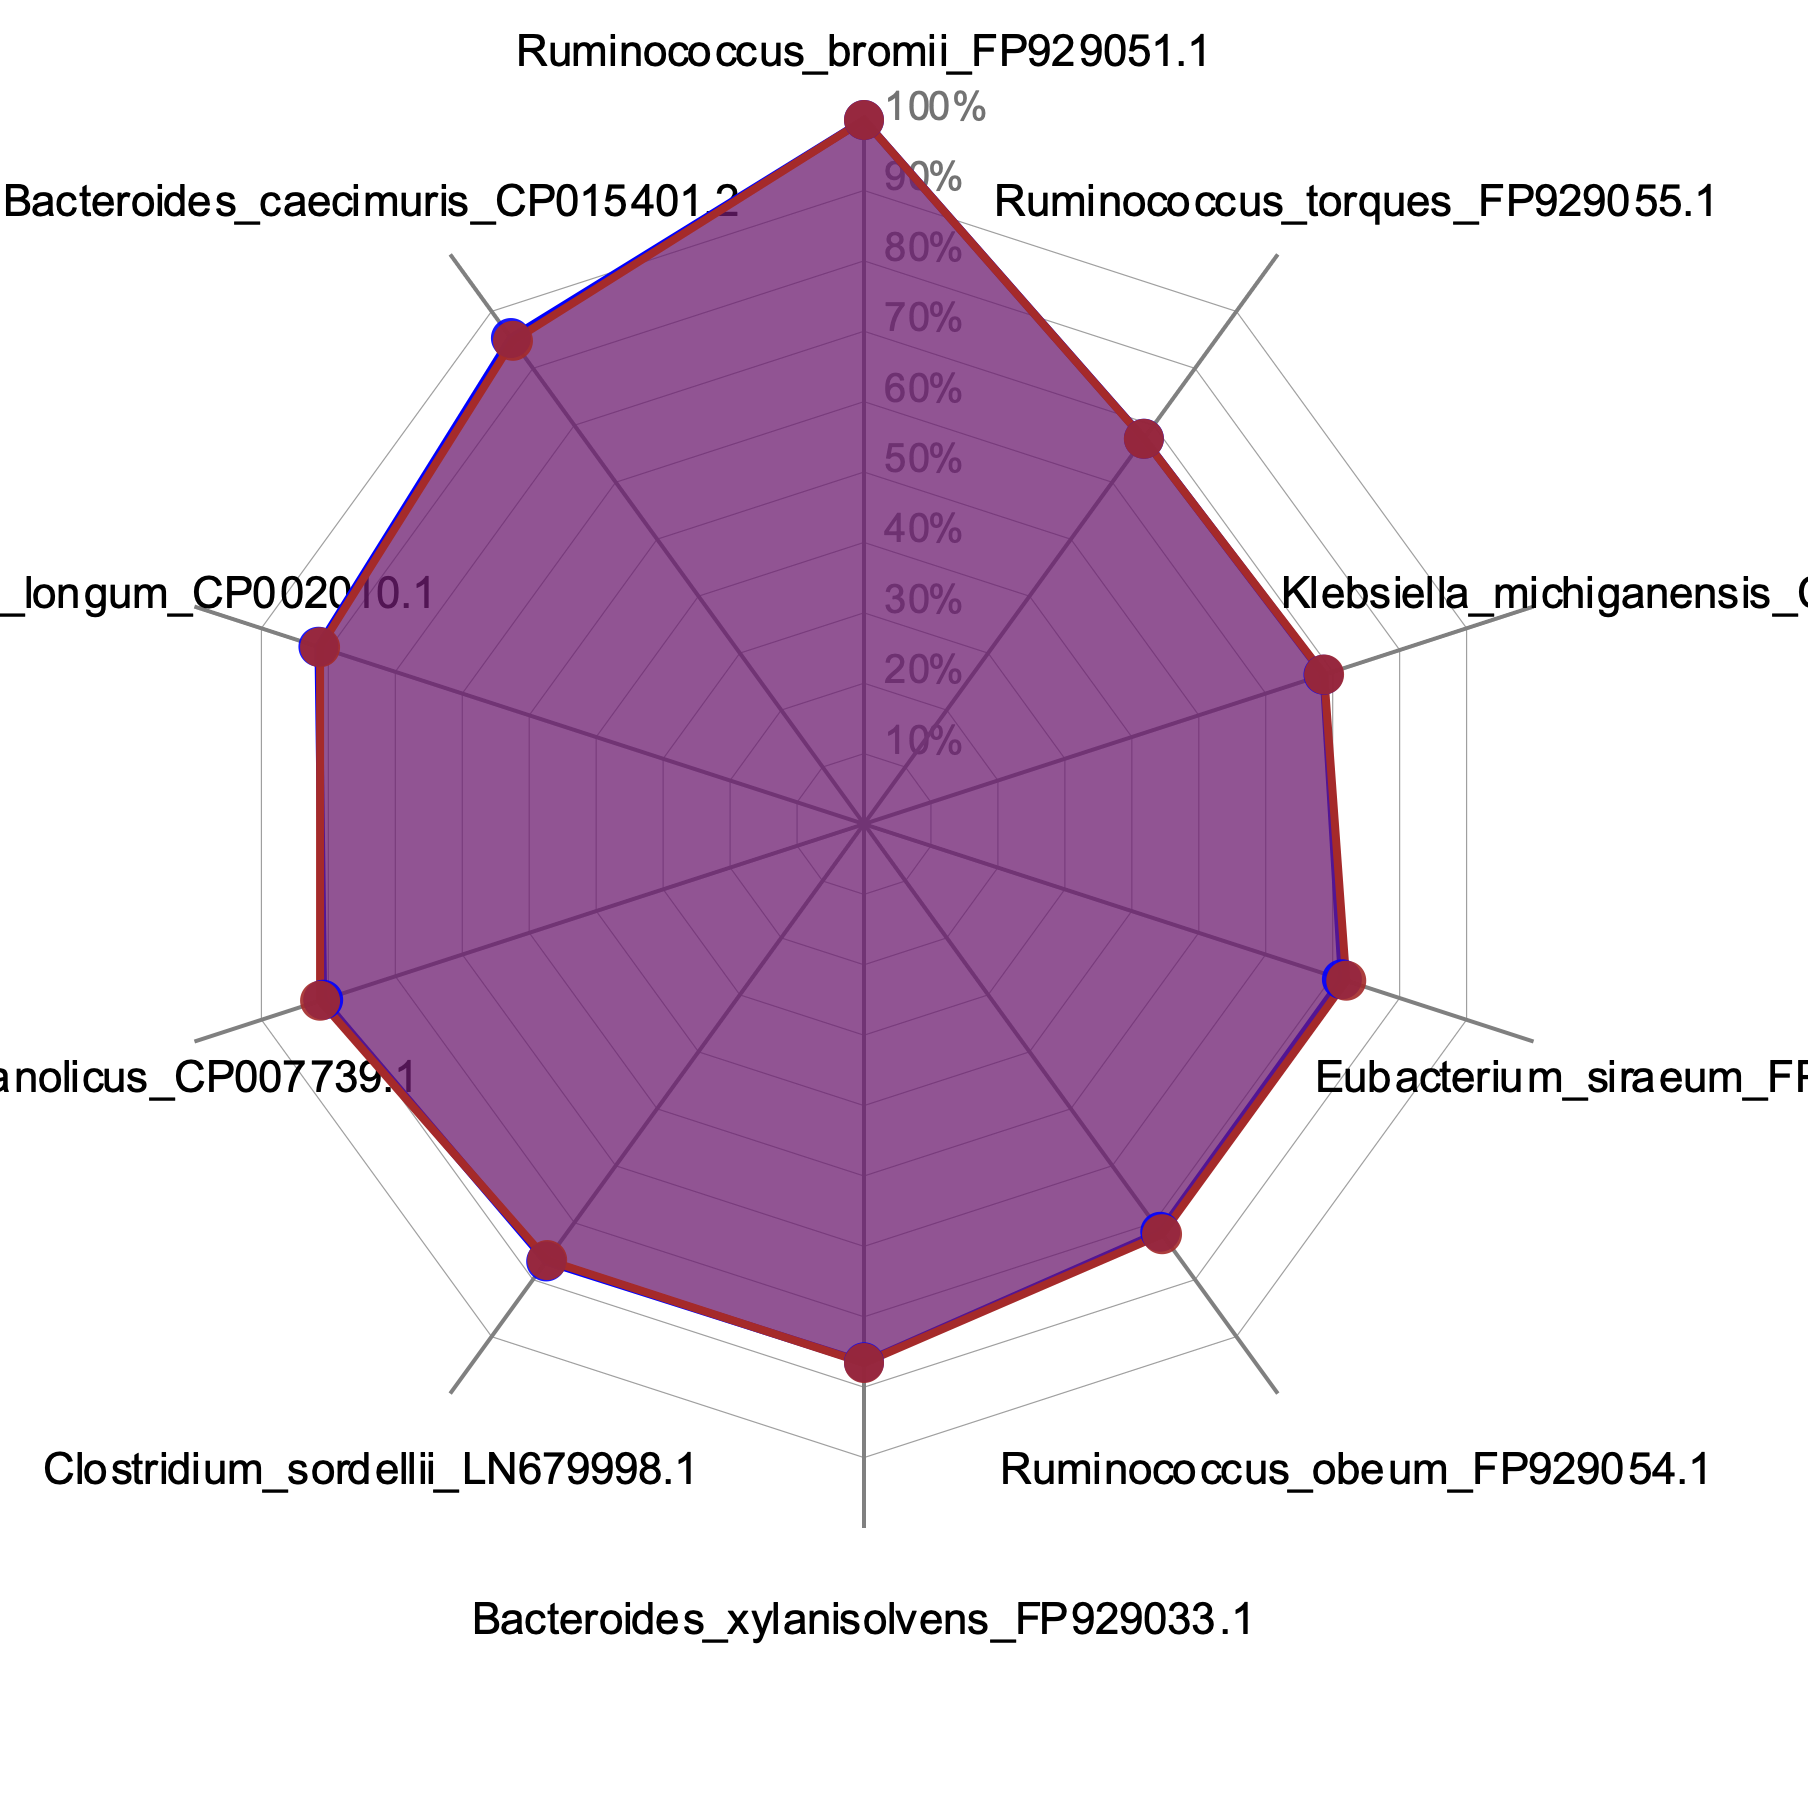 Ruminococcus_bromii_FP929051.1
100%
90%
Bacteroides_caecimuris_CP015401.2
Ruminococcus_torques_FP929055.1
80%
70%
60%
50%
40%
30%
_longum_CP002010.1
Klebsiella_michiganensis_
20%
10%
anolicus_CP007739.1
Eubacterium_siraeum_FP
Clostridium_sordellii_LN679998.1
Ruminococcus_obeum_FP929054.1
Bacteroides_xylanisolvens_FP929033.1